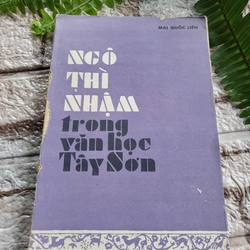 MAI QUỐC LIÊN
NGÔ
THÌ
NHẬM
trong
văn học
Tây Sơn